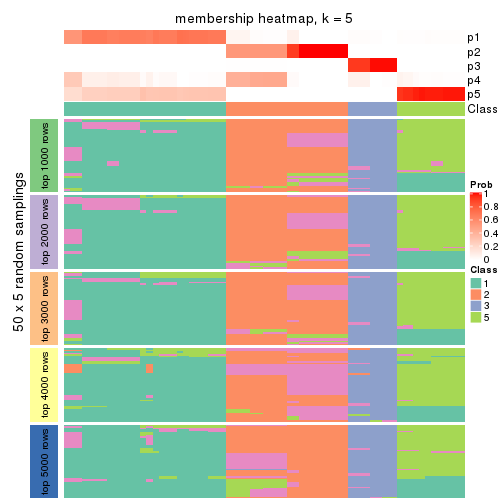 membership heatmap, k = 5
p1
p2
p3
p4
p5
Class
50 x 5 random samplings
top 1000 rows
top 2000 rows
top 3000 rows
top 4000 rows
top 5000 rows
Prob
1
0.8
0.6
0.4
0.2
0
Class
1
2
3
5